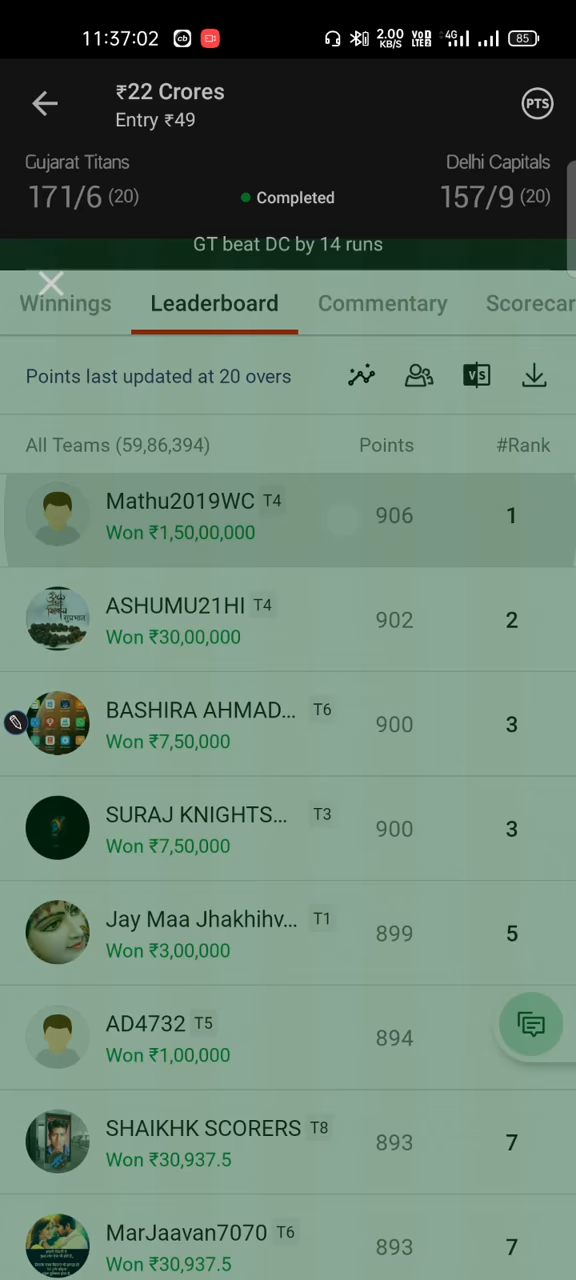 11:37:02
2.00
KB/S
4G
85
₹22 Crores
Entry ₹49
PTS
Gujarat Titans
Delhi Capitals
171/6 (20)
Completed
157/9 (20)
GT beat DC by 14 runs
Winnings
Leaderboard
Commentary
Scorecar
Points last updated at 20 overs
VS
All Teams (59,86,394)
Points
#Rank
Mathu2019WC T4
906
1
Won ₹1,50,00,000
ASHUMU21HI T4
902
2
Won ₹30,00,000
BASHIRA AHMAD... T6
900
3
Won ₹7,50,000
SURAJ KNIGHTS... T3
900
3
Won ₹7,50,000
Jay Maa Jhakhihv... T1
899
5
Won ₹3,00,000
AD4732 T5
894
Won ₹1,00,000
SHAIKHK SCORERS T8
893
7
Won ₹30,937.5
MarJaavan7070 T6
893
7
Won ₹30,937.5